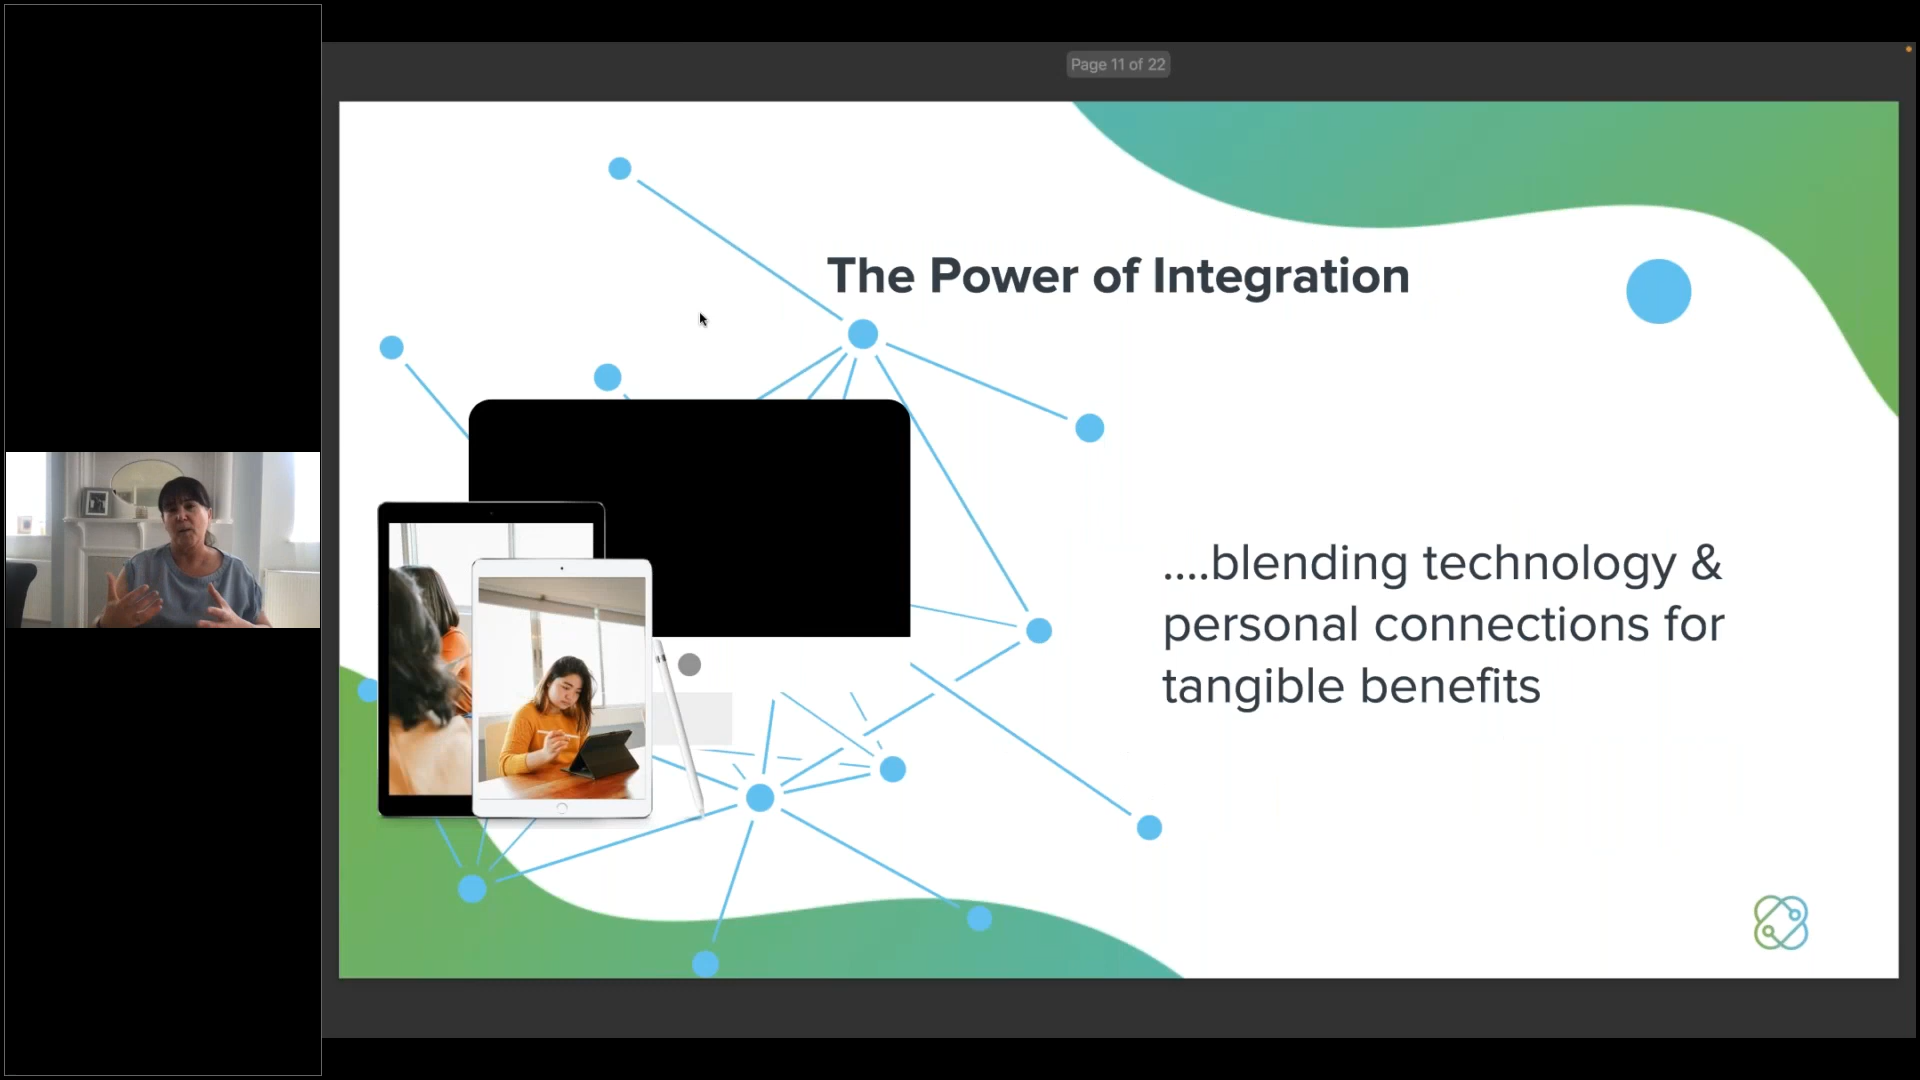 Page 11 of 22
The Power of Integration
....blending technology &
personal connections for
tangible benefits